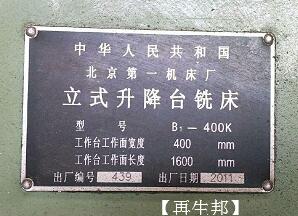 中华人民共和国
北京第一机床厂
立式升降台铣床
型 号 B₁—400K
工作台工作面宽度 400 mm
工作台工作面长度 1600 mm
出厂编号 439 出厂日期 2011.5
【再生邦】